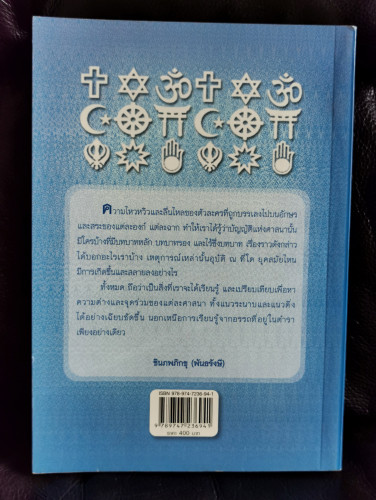 ความไหวหวิวและลื่นไหลของตัวละครที่ถูกบรรเลงไปบนอักษร
และสระของแต่ละองก์ แต่ละฉาก ทำให้เราได้รู้ว่าบัญญัติแห่งศาสนานั้น
มีใครบ้างที่มีบทบาทหลัก บทบาทรอง และไร้ซึ่งบทบาท เรื่องราวดังกล่าว
ได้บอกอะไรเราบ้าง เหตุการณ์เหล่านั้นอุบัติ ณ ที่ใด ยุคสมัยไหน
มีการเกิดขึ้นและสลายลงอย่างไร
ทั้งหมด ถือว่าเป็นสิ่งที่เราจะได้เรียนรู้ และเปรียบเทียบเพื่อหา
ความต่างและจุดร่วมของแต่ละศาสนา ทั้งแนวระนาบและแนวดิ่ง
ได้อย่างเฉียบชัดขึ้น นอกเหนือการเรียนรู้จากอรรถที่อยู่ในตำรา
เพียงอย่างเดียว
ชินภพภิกขุ (พันธรังษี)
ISBN 978-974-7236-94-1
9 789747 236941
ราคา 400 บาท